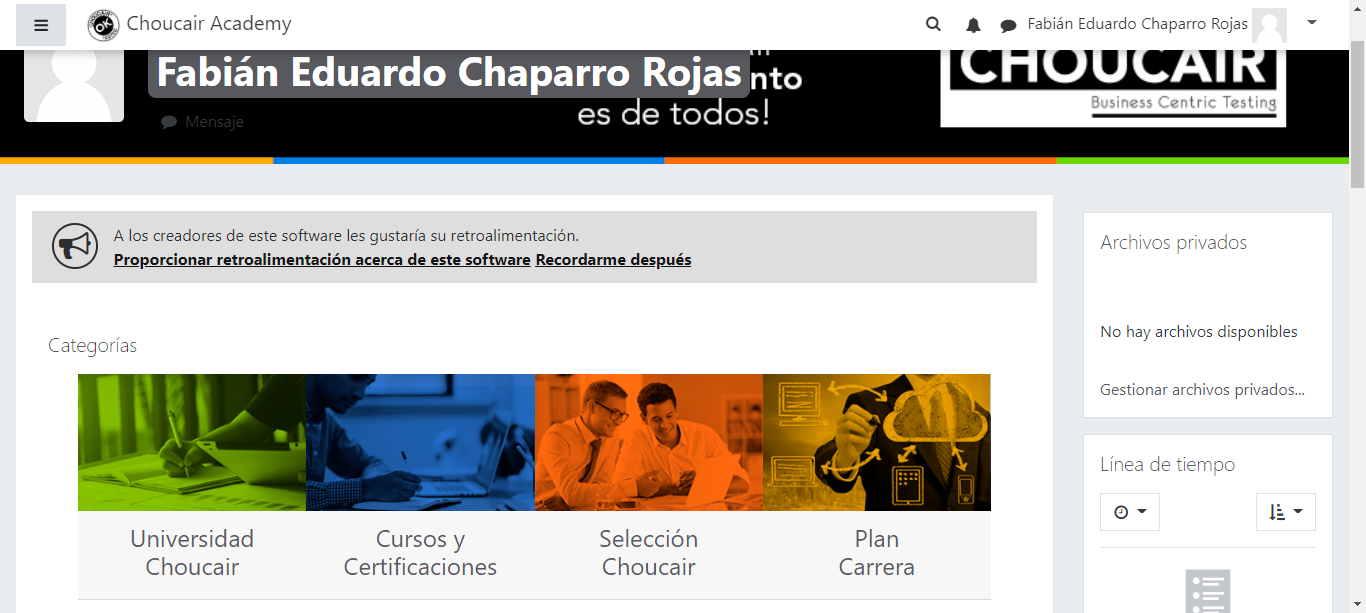 Choucair Academy
Fabián Eduardo Chaparro Rojas
Fabián Eduardo Chaparro Rojas
Mensaje
nto
es de todos!
CHOUCAIR
Business Centric Testing
A los creadores de este software les gustaría su retroalimentación.
Proporcionar retroalimentación acerca de este software Recordarme después
Categorías
Universidad
Choucair
Cursos y
Certificaciones
Selección
Choucair
Plan
Carrera
Archivos privados
No hay archivos disponibles
Gestionar archivos privados...
Línea de tiempo